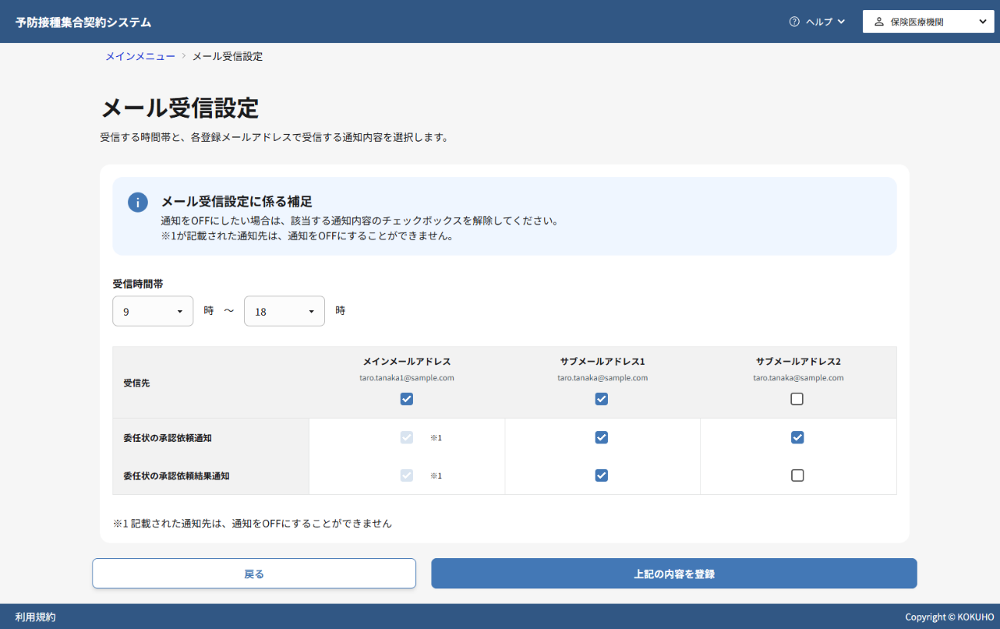 予防接種集合契約システム
ヘルプ
保険医療機関
メインメニュー > メール受信設定
メール受信設定
受信する時間帯と、各登録メールアドレスで受信する通知内容を選択します。
メール受信設定に係る補足
通知をOFFにしたい場合は、該当する通知内容のチェックボックスを解除してください。
※1が記載された通知先は、通知をOFFにすることができません。
受信時間帯
9 時 ～ 18 時
受信先
メインメールアドレス サブメールアドレス1 サブメールアドレス2
taro.tanaka1@sample.com taro.tanaka@sample.com taro.tanaka@sample.com
委任状の承認依頼通知 ※1
委任状の承認依頼結果通知 ※1
※1 記載された通知先は、通知をOFFにすることができません
戻る
上記の内容を登録
利用規約
Copyright © KOKUHO